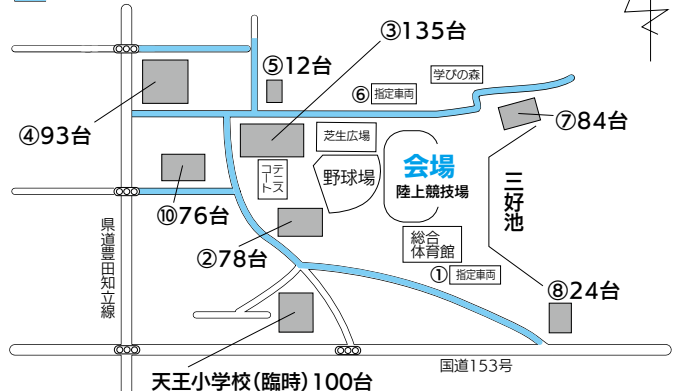 ③135台
⑤12台
学びの森
⑥
指定車両
⑦84台
④93台
芝生広場
会場
陸上競技場
テニス
コート
野球場
三好池
⑩76台
県道豊田知立線
②78台
総合
体育館
①
指定車両
⑧24台
国道153号
天王小学校(臨時)100台